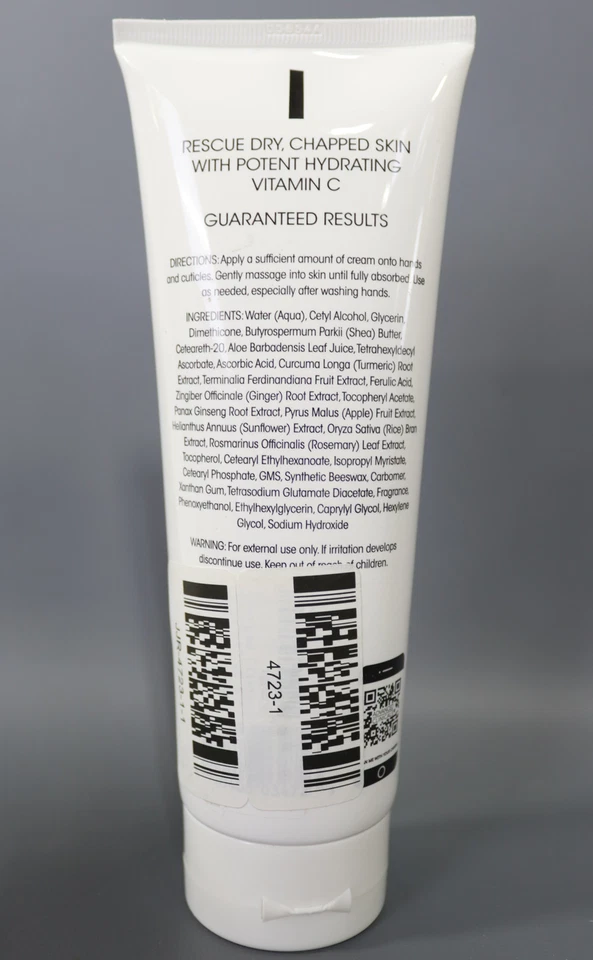 RESCUE DRY, CHAPPED SKIN
WITH POTENT HYDRATING
VITAMIN C
GUARANTEED RESULTS
DIRECTIONS: Apply a sufficient amount of cream onto hands
and cuticles. Gently massage into skin until fully absorbed. Use
as needed, especially after washing hands.
INGREDIENTS: Water (Aqua), Cetyl Alcohol, Glycerin,
Dimethicone, Butyrospermum Parkii (Shea) Butter,
Ceteareth-20, Aloe Barbadensis Leaf Juice, Tetrahexyldecyl
Ascorbate, Ascorbic Acid, Curcuma Longa (Turmeric) Root
Extract, Terminalia Ferdinandiana Fruit Extract, Ferulic Acid,
Zingiber Officinale (Ginger) Root Extract, Tocopheryl Acetate,
Panax Ginseng Root Extract, Pyrus Malus (Apple) Fruit Extract,
Helianthus Annuus (Sunflower) Extract, Oryza Sativa (Rice) Bran
Extract, Rosmarinus Officinalis (Rosemary) Leaf Extract,
Tocopherol, Cetearyl Ethylhexanoate, Isopropyl Myristate,
Cetearyl Phosphate, GMS, Synthetic Beeswax, Carbomer,
Xanthan Gum, Tetrasodium Glutamate Diacetate, Fragrance,
Phenoxyethanol, Ethylhexylglycerin, Caprylyl Glycol, Hexylene
Glycol, Sodium Hydroxide
WARNING: For external use only. If irritation develops
discontinue use. Keep out of reach of children.
4723-1